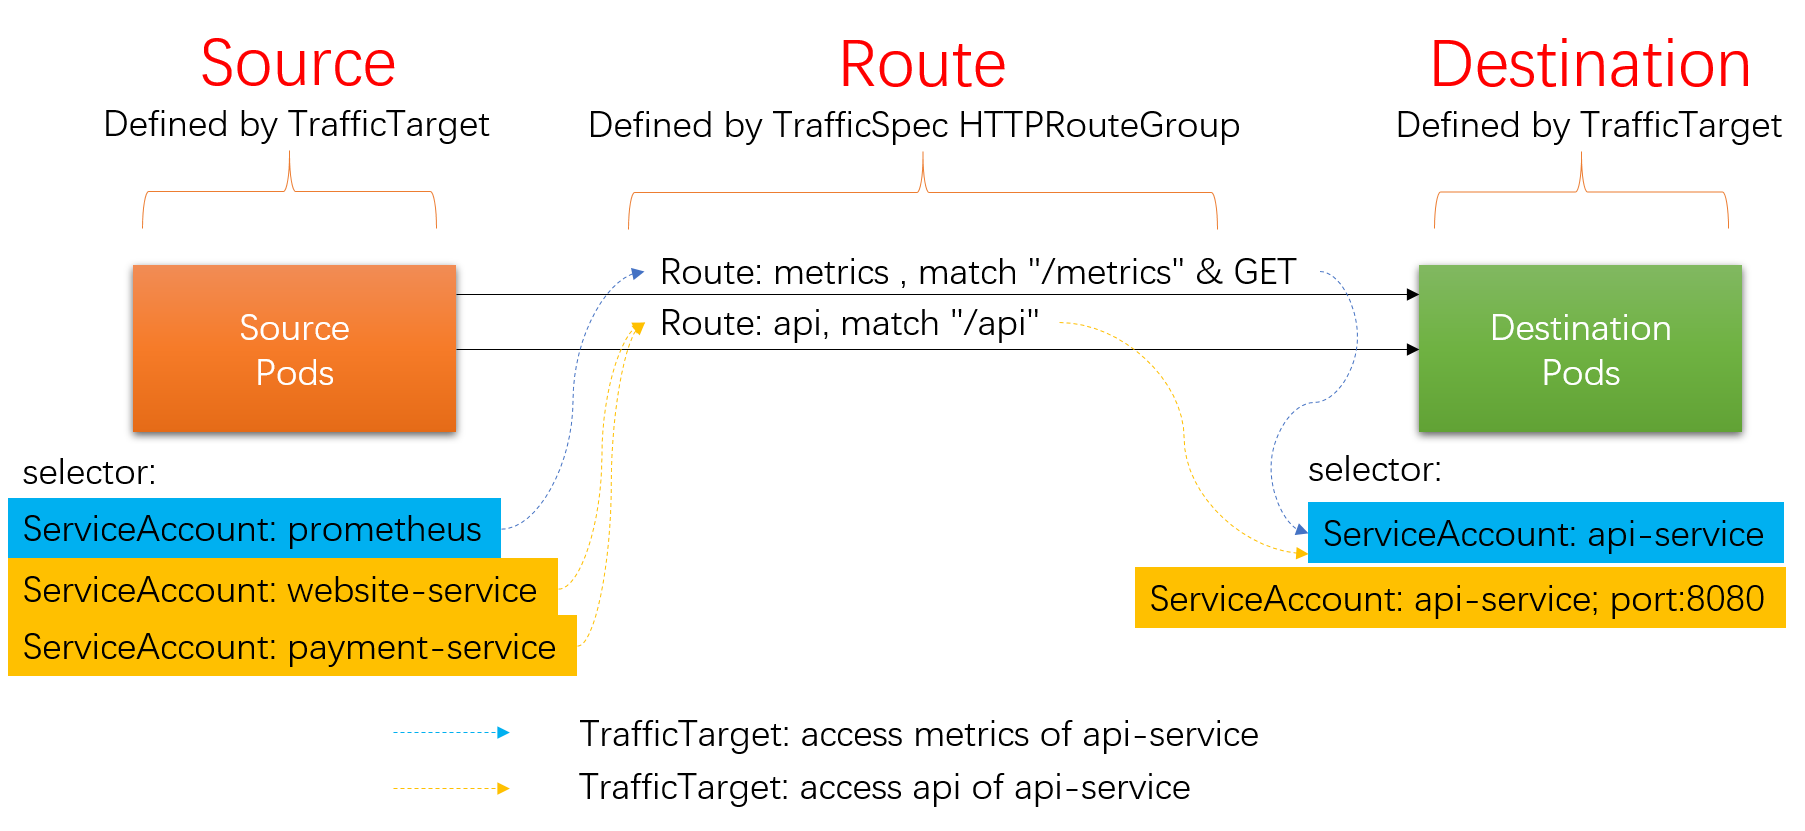 Source
Defined by TrafficTarget
Route
Defined by TrafficSpec HTTPRouteGroup
Destination
Defined by TrafficTarget
Route: metrics , match "/metrics" & GET
Route: api, match "/api"
Source
Pods
Destination
Pods
selector:
ServiceAccount: prometheus
ServiceAccount: website-service
ServiceAccount: payment-service
selector:
ServiceAccount: api-service
ServiceAccount: api-service; port:8080
TrafficTarget: access metrics of api-service
TrafficTarget: access api of api-service